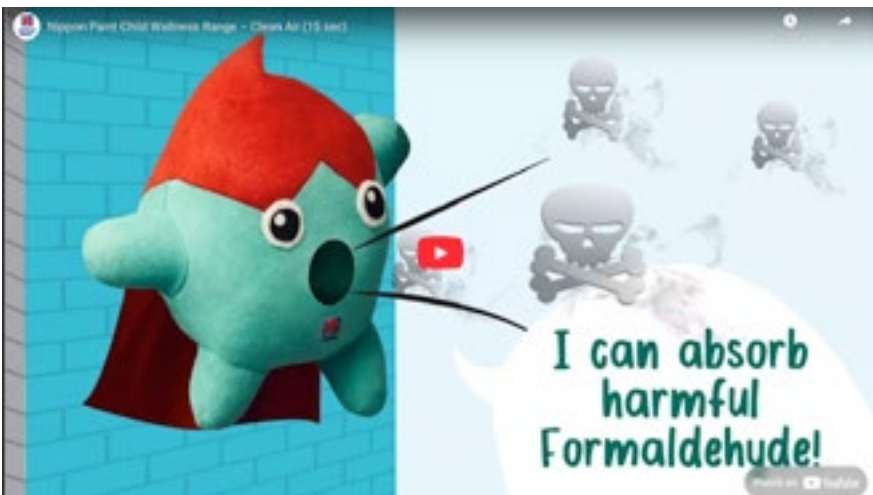 Nippon Paint Child Wellness Range - Clean Air (15 sec)
I can absorb
harmful
Formaldehyde!
Watch on YouTube